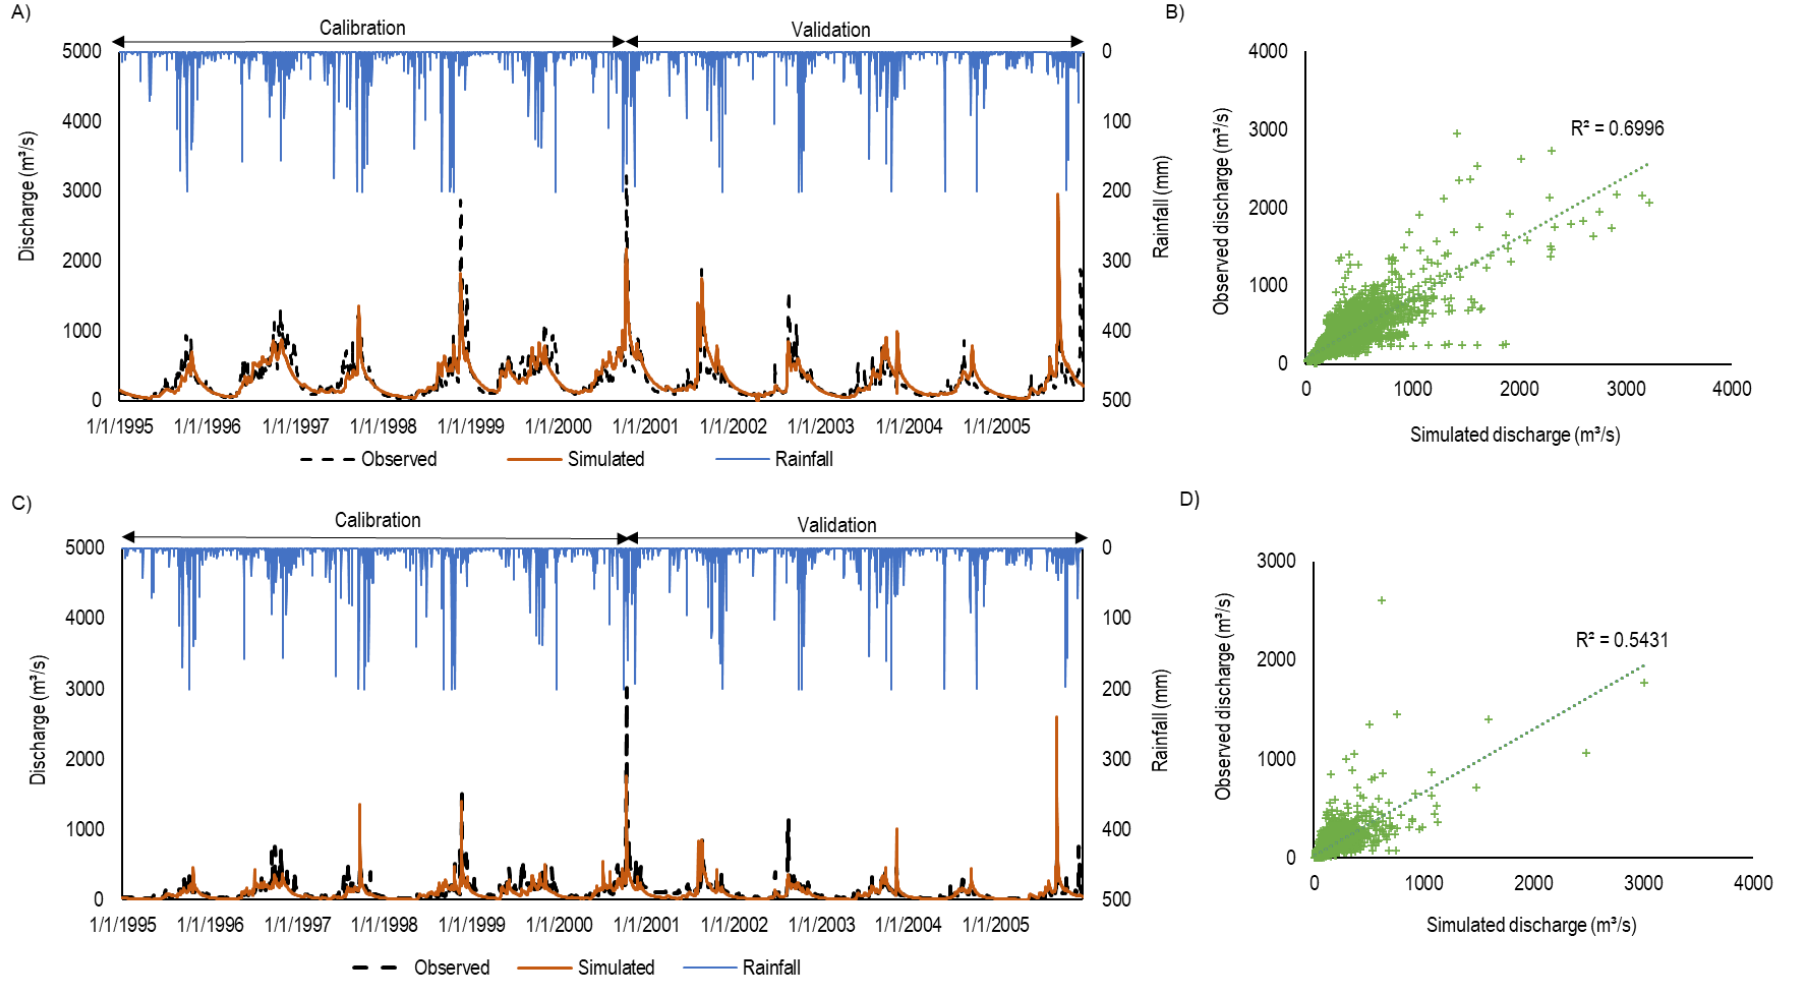 A)
Calibration
Validation
5000
4000
3000
2000
1000
0
Discharge (m³/s)
0
100
200
300
400
500
Rainfall (mm)
1/1/1995 1/1/1996 1/1/1997 1/1/1998 1/1/1999 1/1/2000 1/1/2001 1/1/2002 1/1/2003 1/1/2004 1/1/2005
Observed Simulated Rainfall
B)
4000
3000
2000
1000
0
Observed discharge (m³/s)
R² = 0.6996
0 1000 2000 3000 4000
Simulated discharge (m³/s)
C)
Calibration
Validation
5000
4000
3000
2000
1000
0
Discharge (m³/s)
0
100
200
300
400
500
Rainfall (mm)
1/1/1995 1/1/1996 1/1/1997 1/1/1998 1/1/1999 1/1/2000 1/1/2001 1/1/2002 1/1/2003 1/1/2004 1/1/2005
Observed Simulated Rainfall
D)
3000
2000
1000
0
Observed discharge (m³/s)
R² = 0.5431
0 1000 2000 3000 4000
Simulated discharge (m³/s)